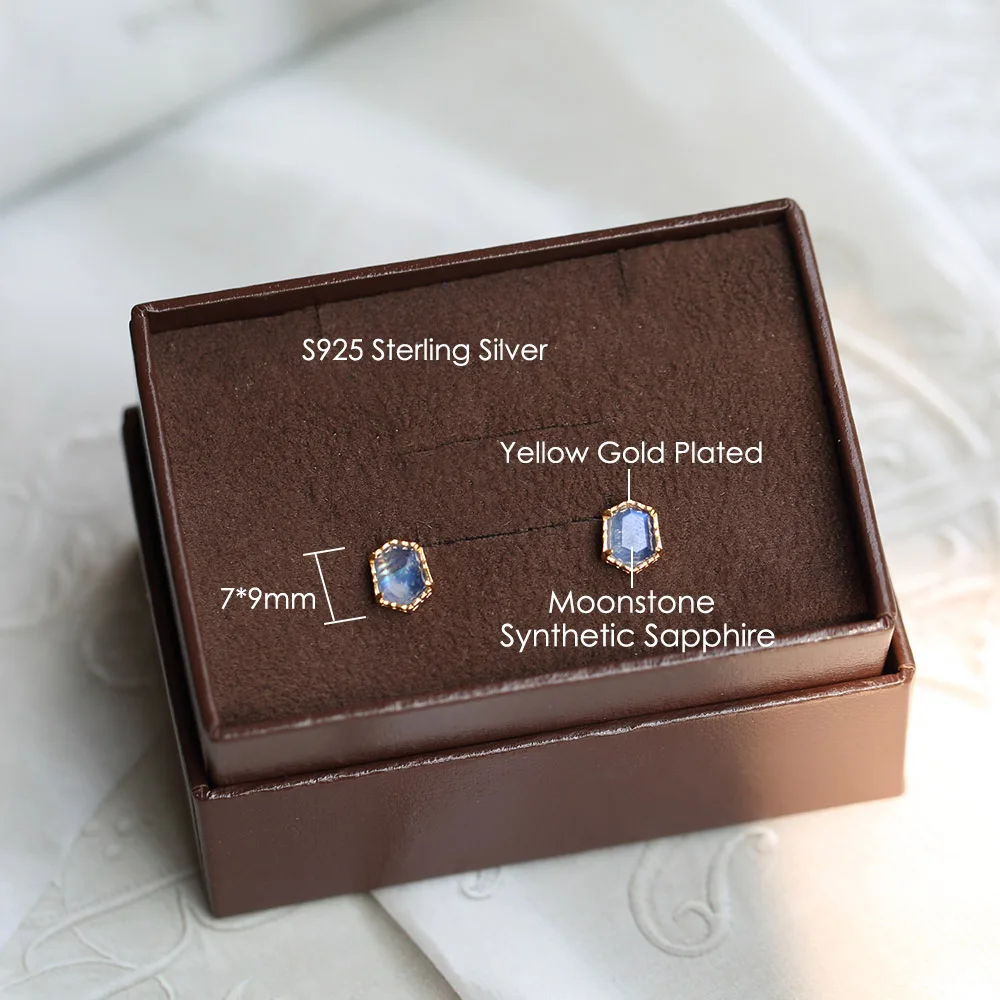 S925 Sterling Silver
Yellow Gold Plated
7*9mm
Moonstone
Synthetic Sapphire